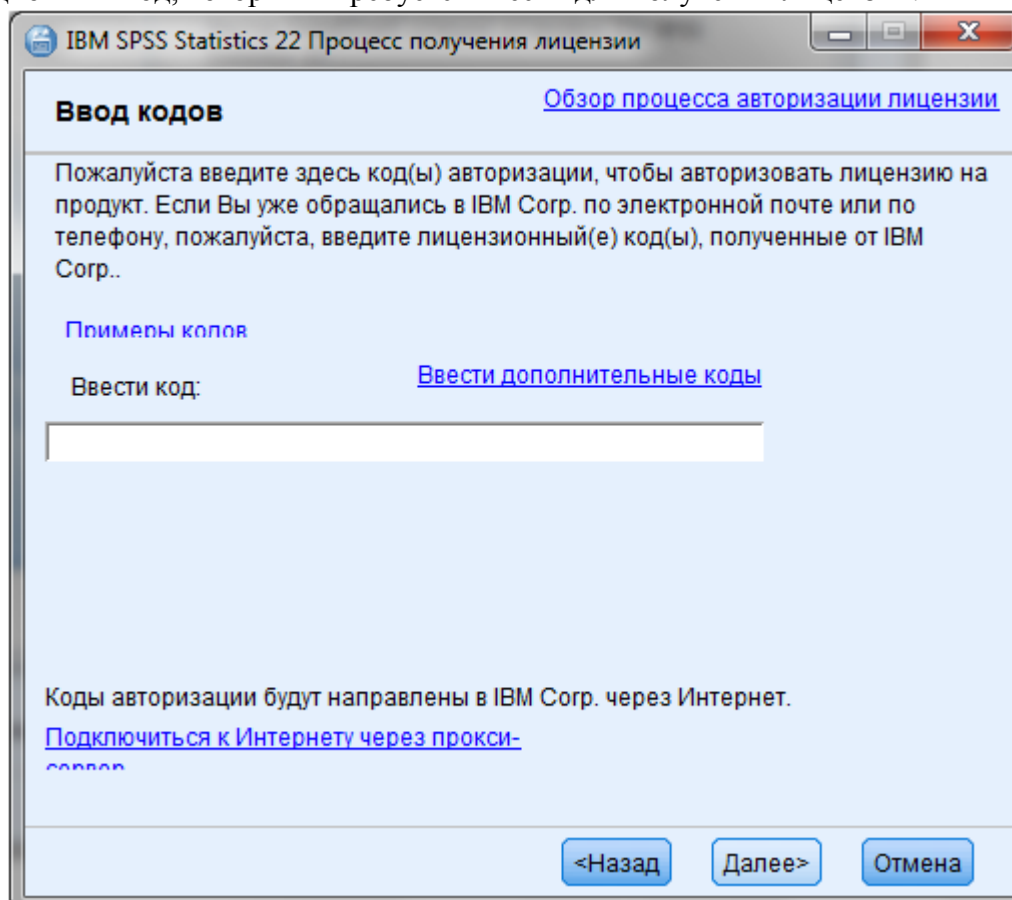 IBM SPSS Statistics 22 Процесс получения лицензии
Ввод кодов
Обзор процесса авторизации лицензии
Пожалуйста введите здесь код(ы) авторизации, чтобы авторизовать лицензию на
продукт. Если Вы уже обращались в IBM Corp. по электронной почте или по
телефону, пожалуйста, введите лицензионный(е) код(ы), полученные от IBM
Corp..
Примеры кодов
Ввести код:
Ввести дополнительные коды
Коды авторизации будут направлены в IBM Corp. через Интернет.
Подключиться к Интернету через прокси-
сервер
<Назад
Далее>
Отмена